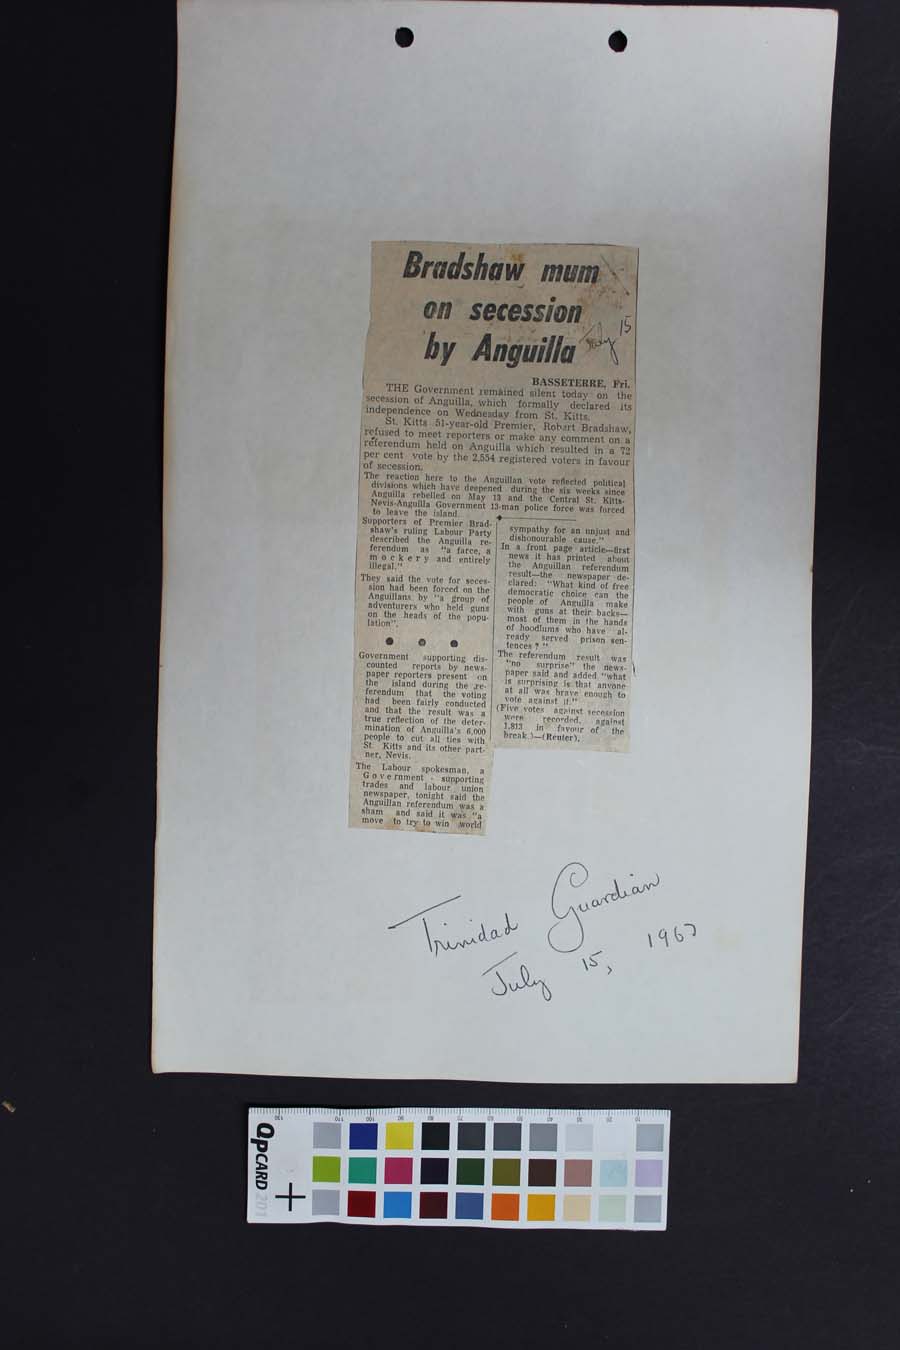 Bradshaw mum
on secession
by Anguilla
July 15
BASSETERRE, Fri.
THE Government remained silent today on the
secession of Anguilla, which formally declared its
independence on Wednesday from St. Kitts.
St. Kitts 51-year-old Premier, Robert Bradshaw,
refused to meet reporters or make any comment on a
referendum held on Anguilla which resulted in a 72
per cent vote by the 2,554 registered voters in favour
of secession.
The reaction here to the Anguillan vote reflected political
divisions which have deepened during the six weeks since
Anguilla rebelled on May 13 and the Central St. Kitts-
Nevis-Anguilla Government 13-man police force was forced
to leave the island.
Supporters of Premier Brad-
shaw's ruling Labour Party
described the Anguilla re-
ferendum as "a farce, a
mockery and entirely
illegal."
They said the vote for seces-
sion had been forced on the
Anguillans by "a group of
adventurers who held guns
on the heads of the popu-
lation".
Government supporting dis-
counted reports by news-
paper reporters present on
the island during the re-
ferendum that the voting
had been fairly conducted
and that the result was a
true reflection of the deter-
mination of Anguilla's 6,000
people to cut all ties with
St. Kitts and its other part-
ner, Nevis.
The Labour spokesman, a
Government - supporting
trades and labour union
newspaper, tonight said the
Anguillan referendum was a
sham and said it was "a
move to try to win world
sympathy for an unjust and
dishonourable cause."
In a front page article—first
news it has printed about
the Anguillan referendum
result—the newspaper de-
clared: "What kind of free
democratic choice can the
people of Anguilla make
with guns at their backs—
most of them in the hands
of hoodlums who have al-
ready served prison sen-
tences?"
The referendum result was
"no surprise" the news-
paper said and added "what
is surprising is that anyone
at all was brave enough to
vote against it."
(Five votes against secession
were recorded, against
1,813 in favour of the
break.)—(Reuter).
Trinidad Guardian
July 15, 1967
130 110 100 90 80 70 60 50 40 30 20 10
QPCARD 201